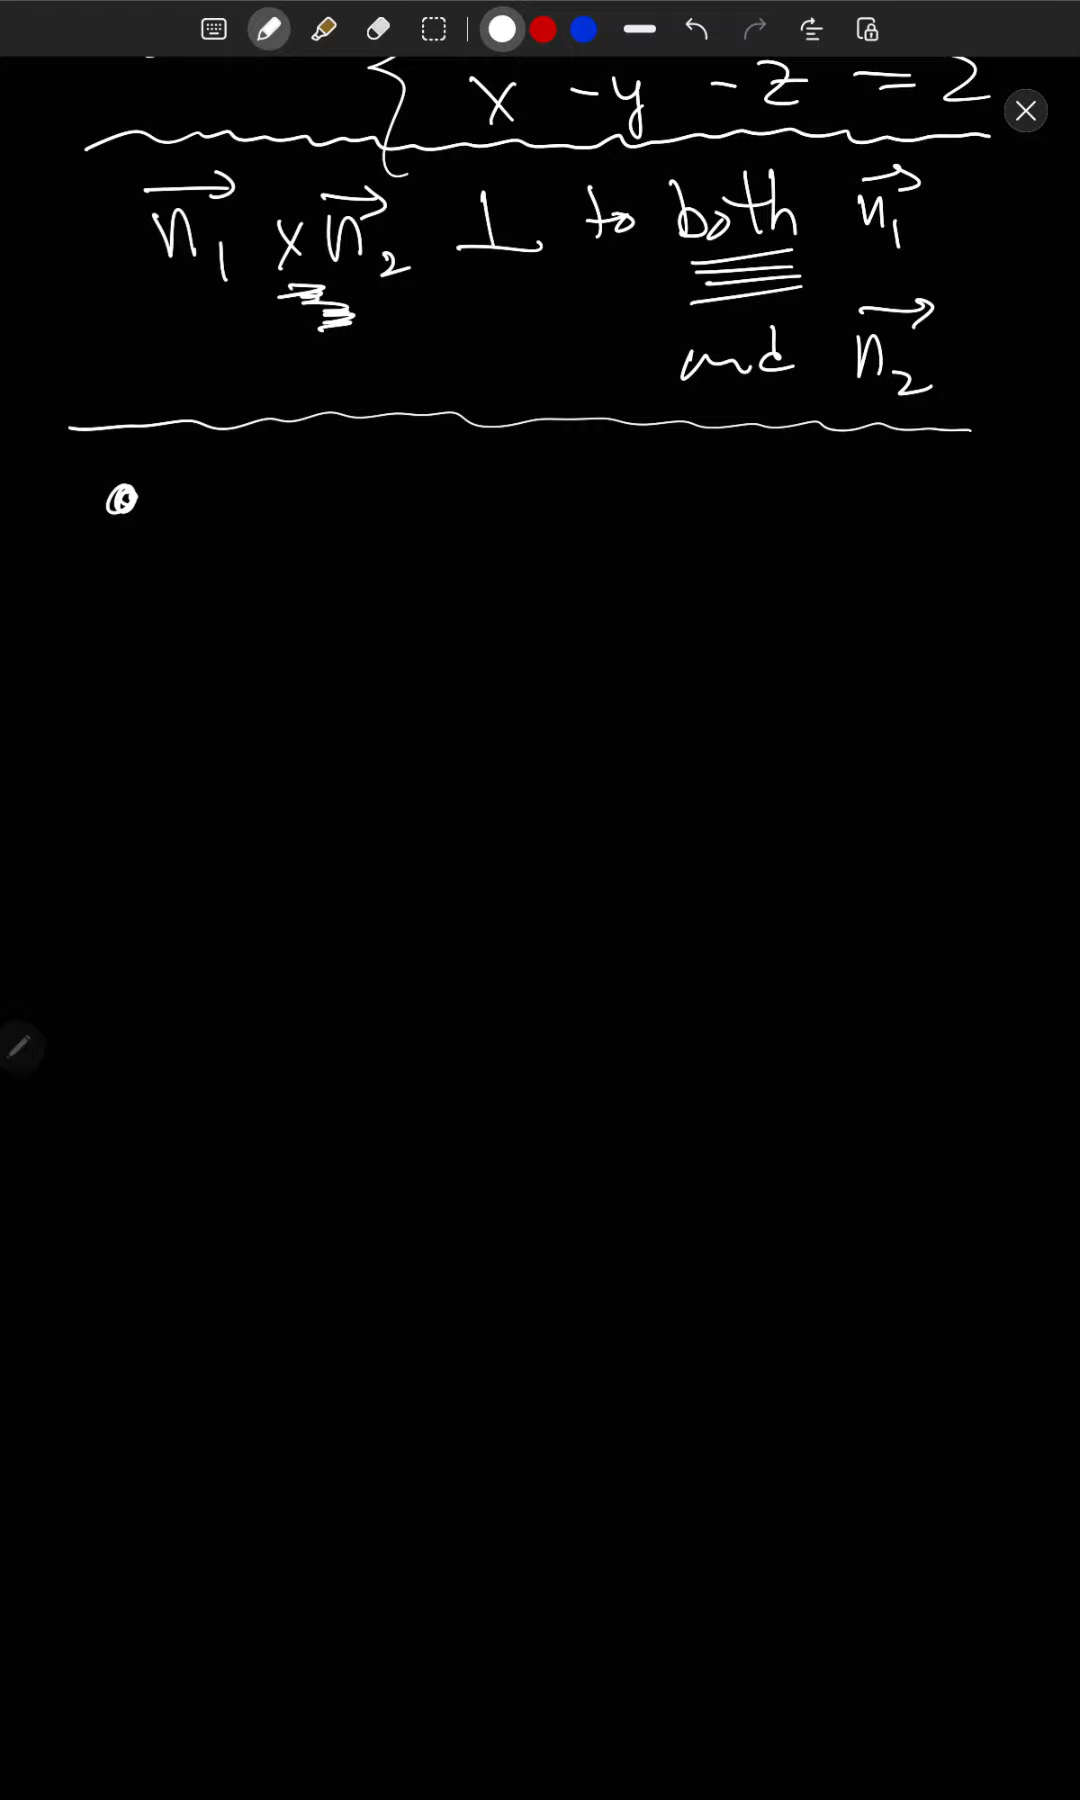 x - y - z = 2
n₁ × n₂ ⊥ to both n₁
and n₂